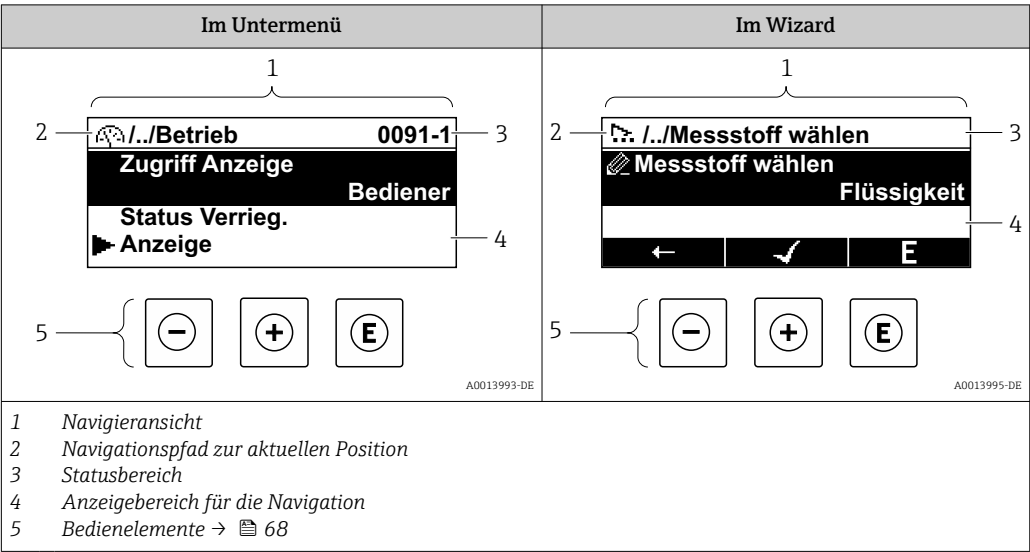 Im Untermenü
Im Wizard
1
2
/../Betrieb 0091-1
3
Zugriff Anzeige
Bediener
Status Verrieg.
Anzeige
4
5
− + E
A0013993-DE
1
2
/../Messstoff wählen
3
Messstoff wählen
Flüssigkeit
4
← ✓ E
5
− + E
A0013995-DE
1 Navigieransicht
2 Navigationspfad zur aktuellen Position
3 Statusbereich
4 Anzeigebereich für die Navigation
5 Bedienelemente → 68